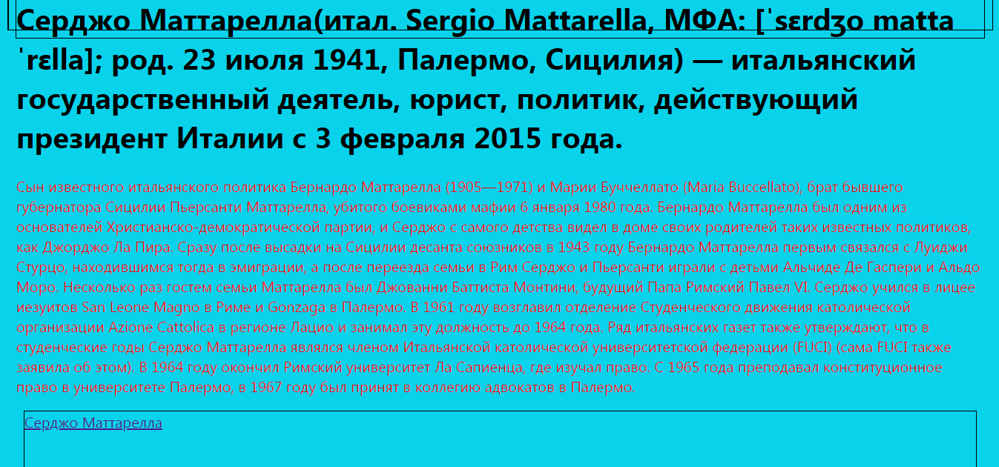 Серджо Маттарелла(итал. Sergio Mattarella, МФА: [ˈsɛrdʒo matta
ˈrɛlla]; род. 23 июля 1941, Палермо, Сицилия) — итальянский
государственный деятель, юрист, политик, действующий
президент Италии с 3 февраля 2015 года.
Сын известного итальянского политика Бернардо Маттарелла (1905—1971) и Марии Буччеллато (Maria Buccellato), брат бывшего
губернатора Сицилии Пьерсанти Маттарелла, убитого боевиками мафии 6 января 1980 года. Бернардо Маттарелла был одним из
основателей Христианско-демократической партии, и Серджо с самого детства видел в доме своих родителей таких известных политиков,
как Джорджо Ла Пира. Сразу после высадки на Сицилии десанта союзников в 1943 году Бернардо Маттарелла первым связался с Луиджи
Стурцо, находившимся тогда в эмиграции, а после переезда семьи в Рим Серджо и Пьерсанти играли с детьми Альчиде Де Гаспери и Альдо
Моро. Несколько раз гостем семьи Маттарелла был Джованни Баттиста Монтини, будущий Папа Римский Павел VI. Серджо учился в лицее
иезуитов San Leone Magno в Риме и Gonzaga в Палермо. В 1961 году возглавил отделение Студенческого движения католической
организации Azione Cattolica в регионе Лацио и занимал эту должность до 1964 года. Ряд итальянских газет также утверждают, что в
студенческие годы Серджо Маттарелла являлся членом Итальянской католической университетской федерации (FUCI) (сама FUCI также
заявила об этом). В 1964 году окончил Римский университет Ла Сапиенца, где изучал право. С 1965 года преподавал конституционное
право в университете Палермо, в 1967 году был принят в коллегию адвокатов в Палермо.
Серджо Маттарелла